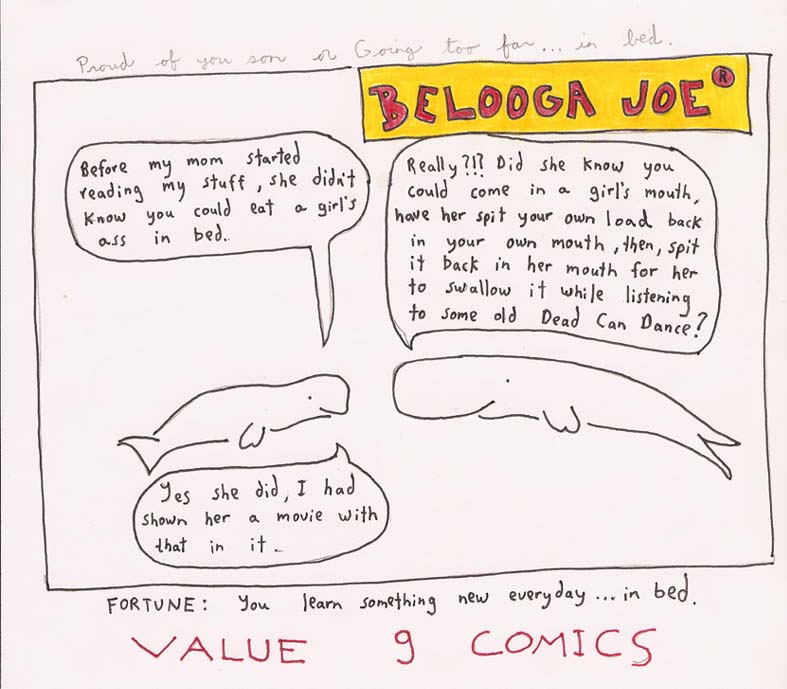 Proud of you son or Going too far... in bed.
BELOOGA JOE®
Before my mom started
reading my stuff, she didn't
know you could eat a girl's
ass in bed..
Really?!? Did she know you
could come in a girl's mouth,
have her spit your own load back
in your own mouth, then, spit
it back in her mouth for her
to swallow it while listening
to some old Dead Can Dance?
Yes she did, I had
shown her a movie with
that in it..
FORTUNE: You learn something new everyday... in bed.
VALUE 9 COMICS